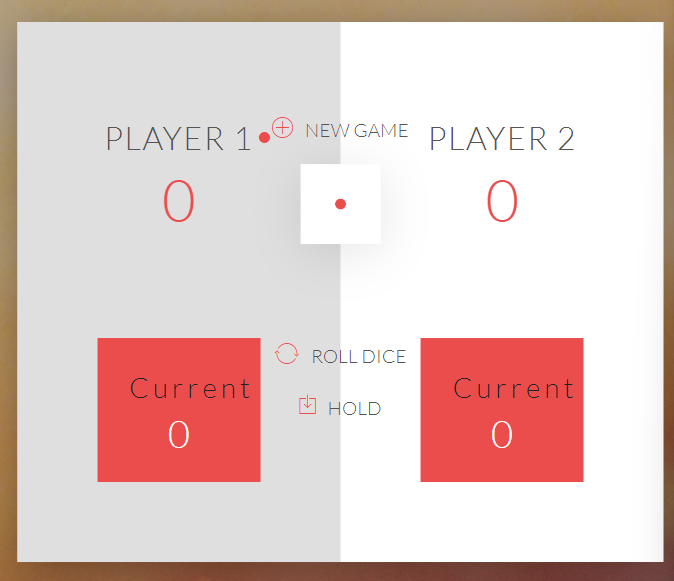 PLAYER 1
NEW GAME
PLAYER 2
0
0
ROLL DICE
Current
0
HOLD
Current
0